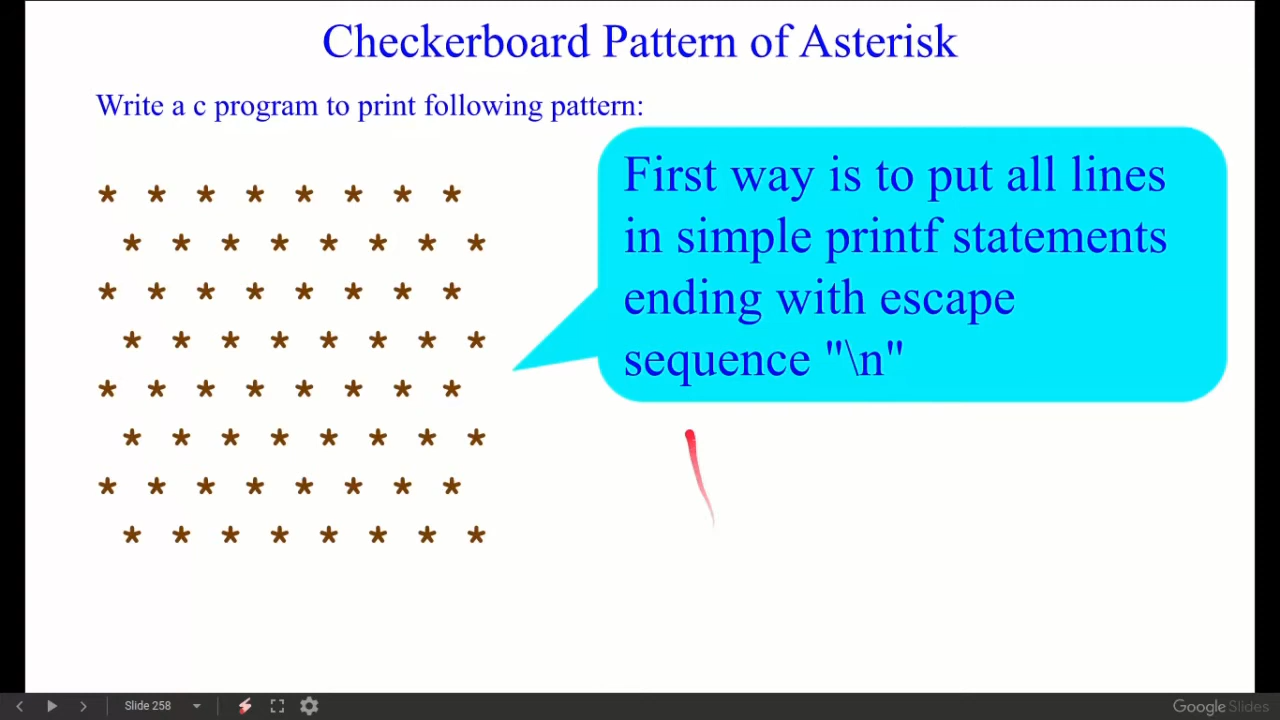 Checkerboard Pattern of Asterisk
Write a c program to print following pattern:
* * * * * * * *
 * * * * * * * *
* * * * * * * *
 * * * * * * * *
* * * * * * * *
 * * * * * * * *
* * * * * * * *
 * * * * * * * *
First way is to put all lines
in simple printf statements
ending with escape
sequence "\n"
Slide 258
Google Slides